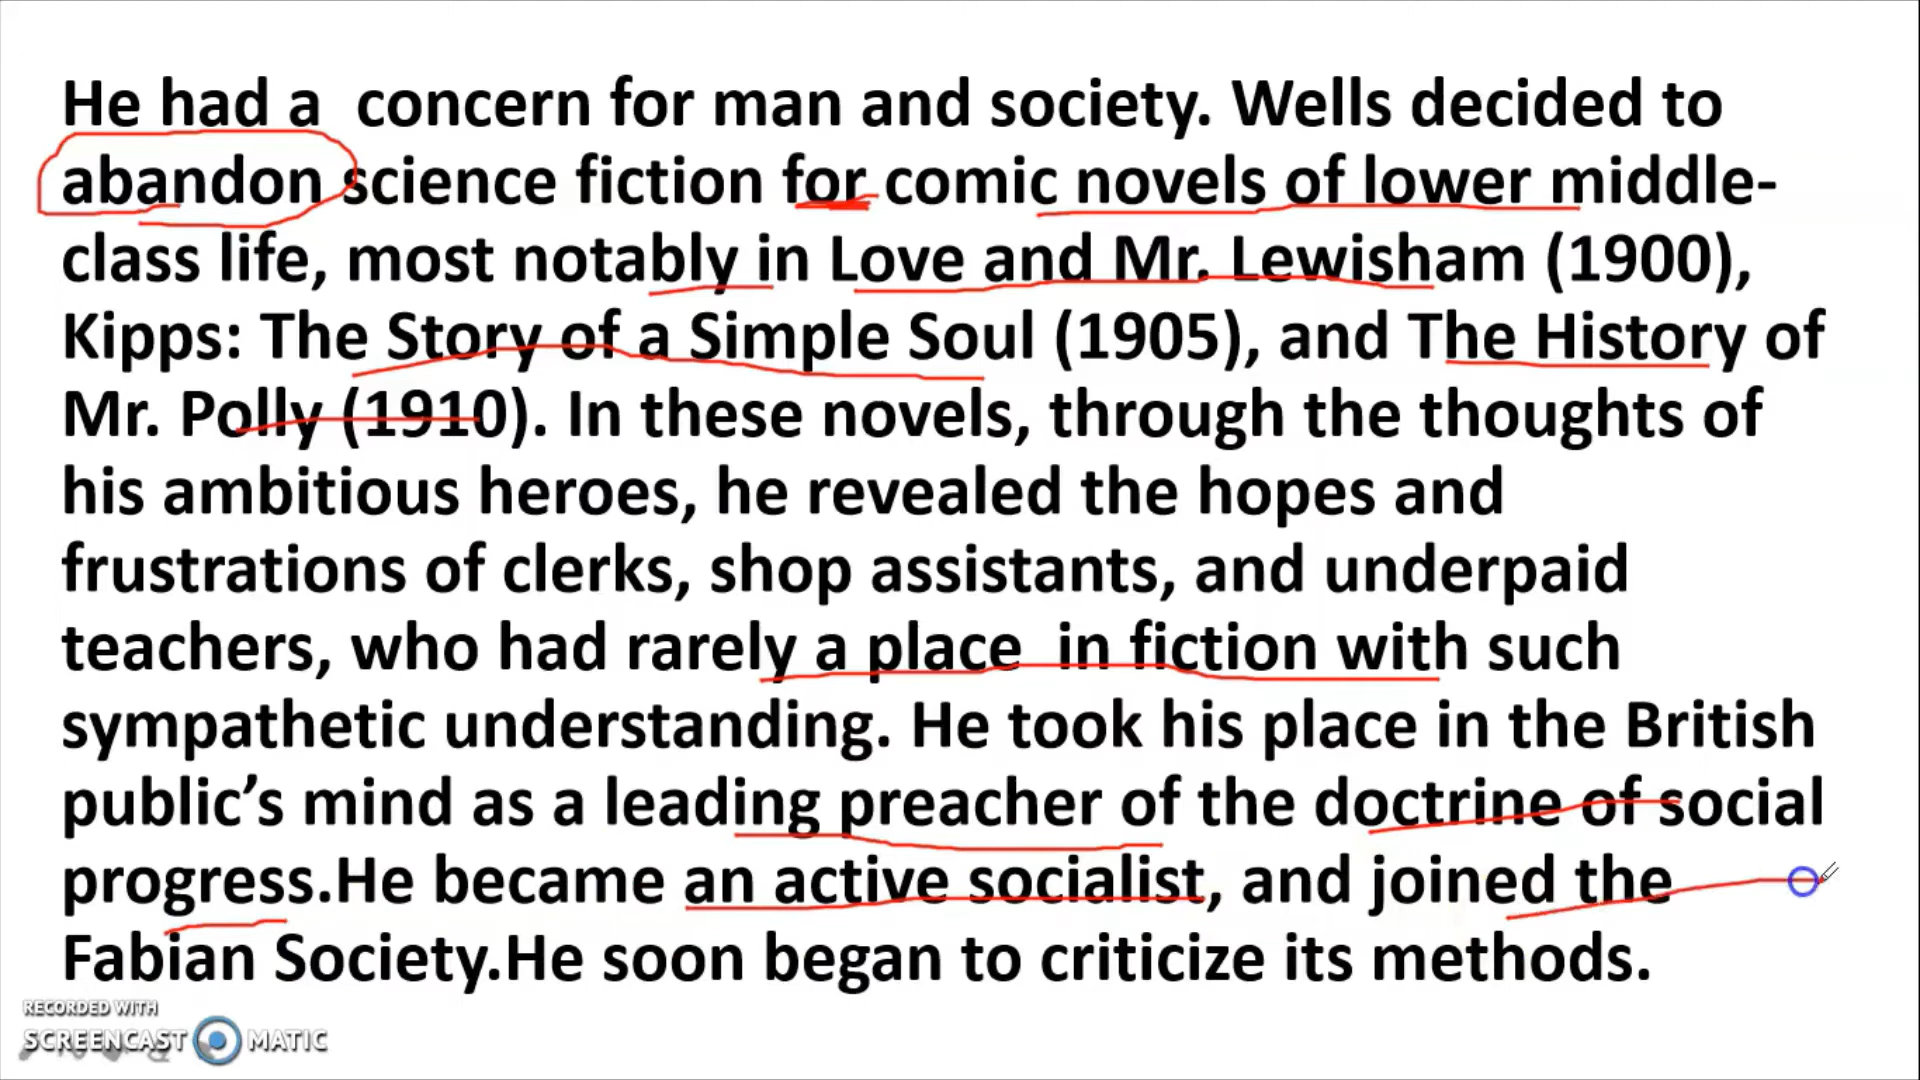 He had a  concern for man and society. Wells decided to
abandon science fiction for comic novels of lower middle-
class life, most notably in Love and Mr. Lewisham (1900),
Kipps: The Story of a Simple Soul (1905), and The History of
Mr. Polly (1910). In these novels, through the thoughts of
his ambitious heroes, he revealed the hopes and
frustrations of clerks, shop assistants, and underpaid
teachers, who had rarely a place  in fiction with such
sympathetic understanding. He took his place in the British
public’s mind as a leading preacher of the doctrine of social
progress.He became an active socialist, and joined the
Fabian Society.He soon began to criticize its methods.
RECORDED WITH
SCREENCAST MATIC